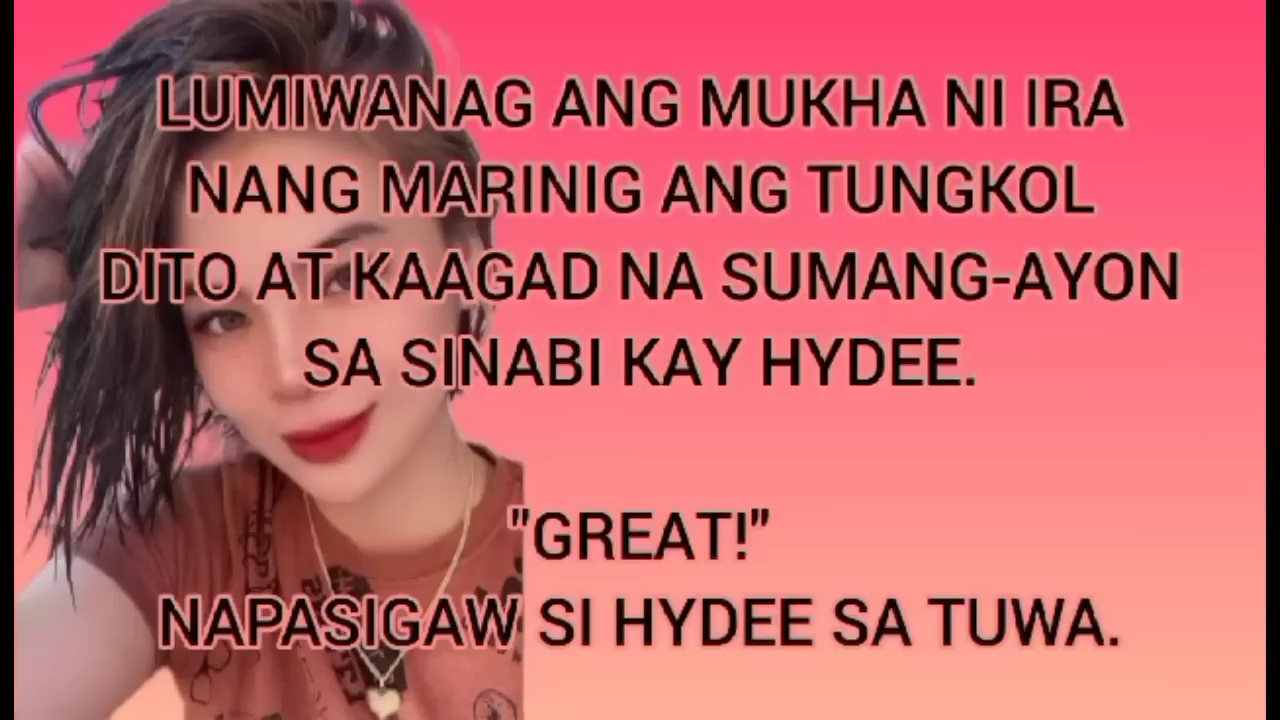 LUMIWANAG ANG MUKHA NI IRA
NANG MARINIG ANG TUNGKOL
DITO AT KAAGAD NA SUMANG-AYON
SA SINABI KAY HYDEE.
"GREAT!"
NAPASIGAW SI HYDEE SA TUWA.